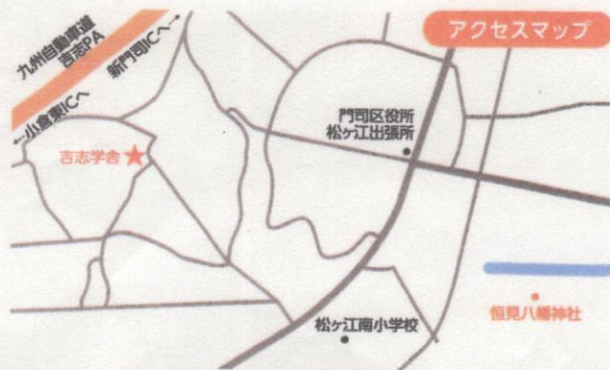 アクセスマップ
九州自動車道
吉志PA
新門司ICへ→
←小倉東ICへ
吉志学舎
門司区役所
松ヶ江出張所
恒見八幡神社
松ヶ江南小学校